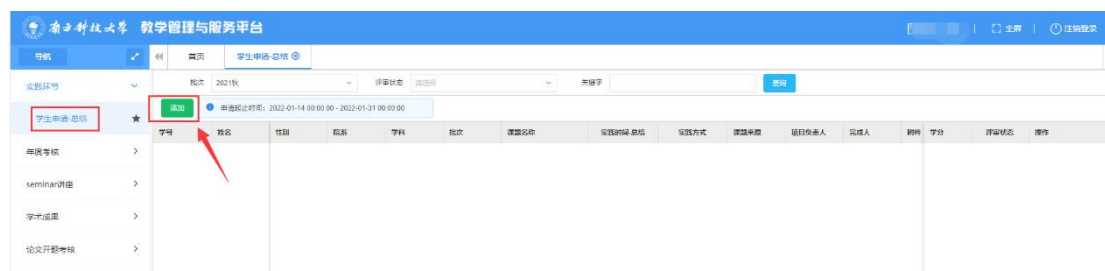 南方科技大学 教学管理与服务平台
全屏 | 注销登录
导航 首页 学生申请-总结
实践环节 批次 2021秋 评审状态 请选择 关键字 查询
学生申请-总结 添加 申请起止时间：2022-01-14 00:00:00 - 2022-01-31 00:00:00
学号 姓名 性别 院系 学科 批次 课题名称 实践时间-总结 实践方式 课题来源 项目负责人 完成人 附件 学分 评审状态 操作
年度考核
seminar讲座
学术成果
论文开题考核